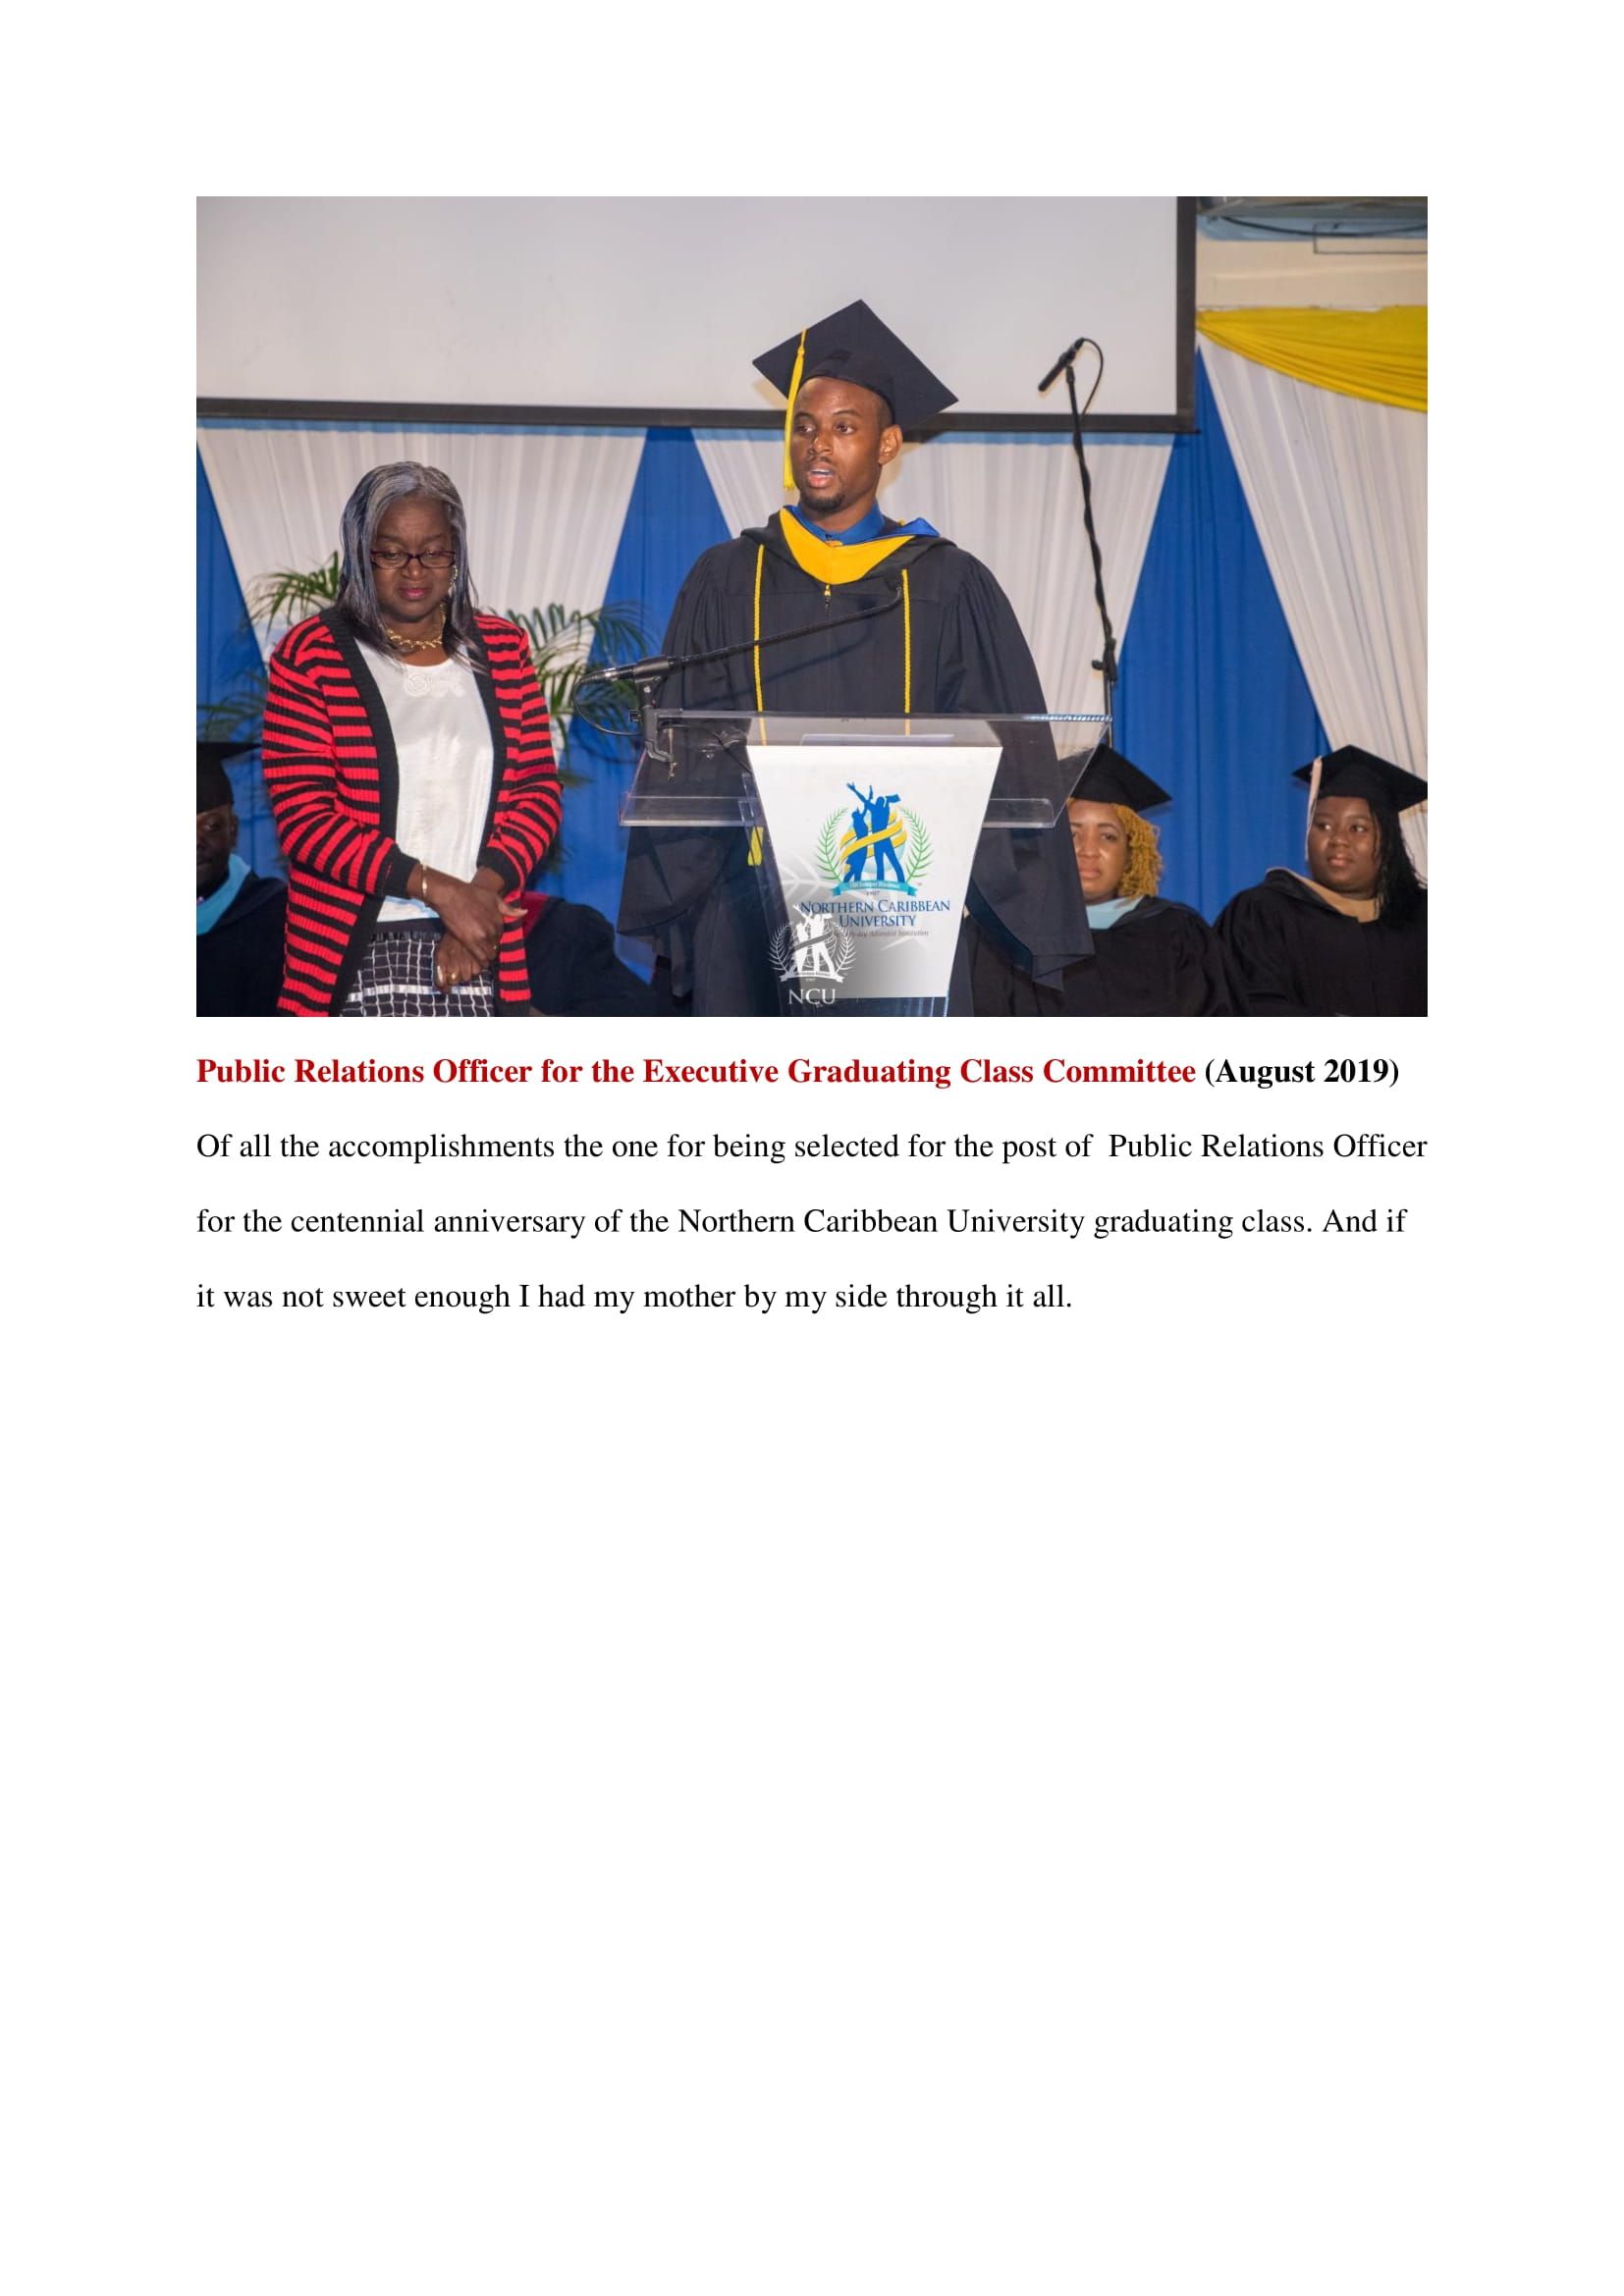 NORTHERN CARIBBEAN
UNIVERSITY
NCU
Public Relations Officer for the Executive Graduating Class Committee (August 2019)
Of all the accomplishments the one for being selected for the post of  Public Relations Officer
for the centennial anniversary of the Northern Caribbean University graduating class. And if
it was not sweet enough I had my mother by my side through it all.